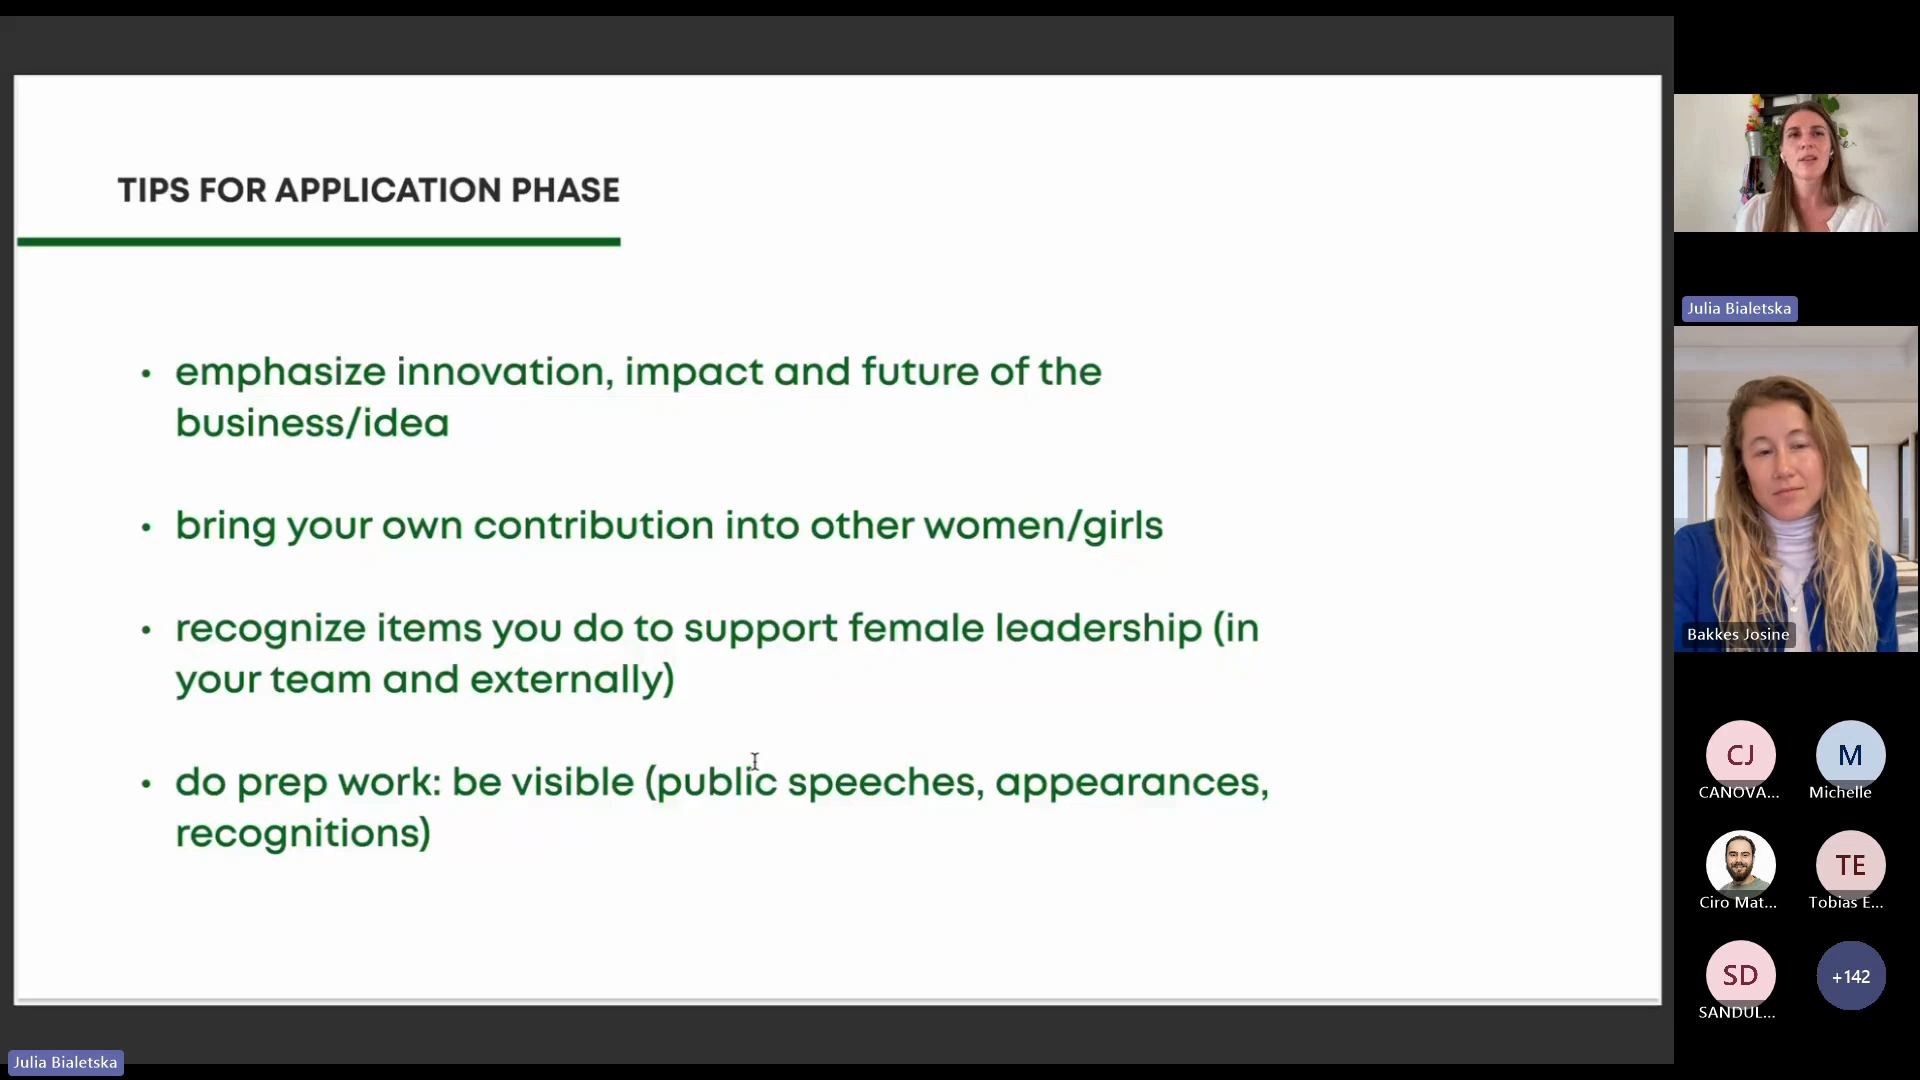 TIPS FOR APPLICATION PHASE
• emphasize innovation, impact and future of the
business/idea
• bring your own contribution into other women/girls
• recognize items you do to support female leadership (in
your team and externally)
• do prep work: be visible (public speeches, appearances,
recognitions)
Julia Bialetska
Julia Bialetska
Bakkes Josine
CJ
CANOVA...
M
Michelle
Ciro Mat...
TE
Tobias E...
SD
SANDUL...
+142